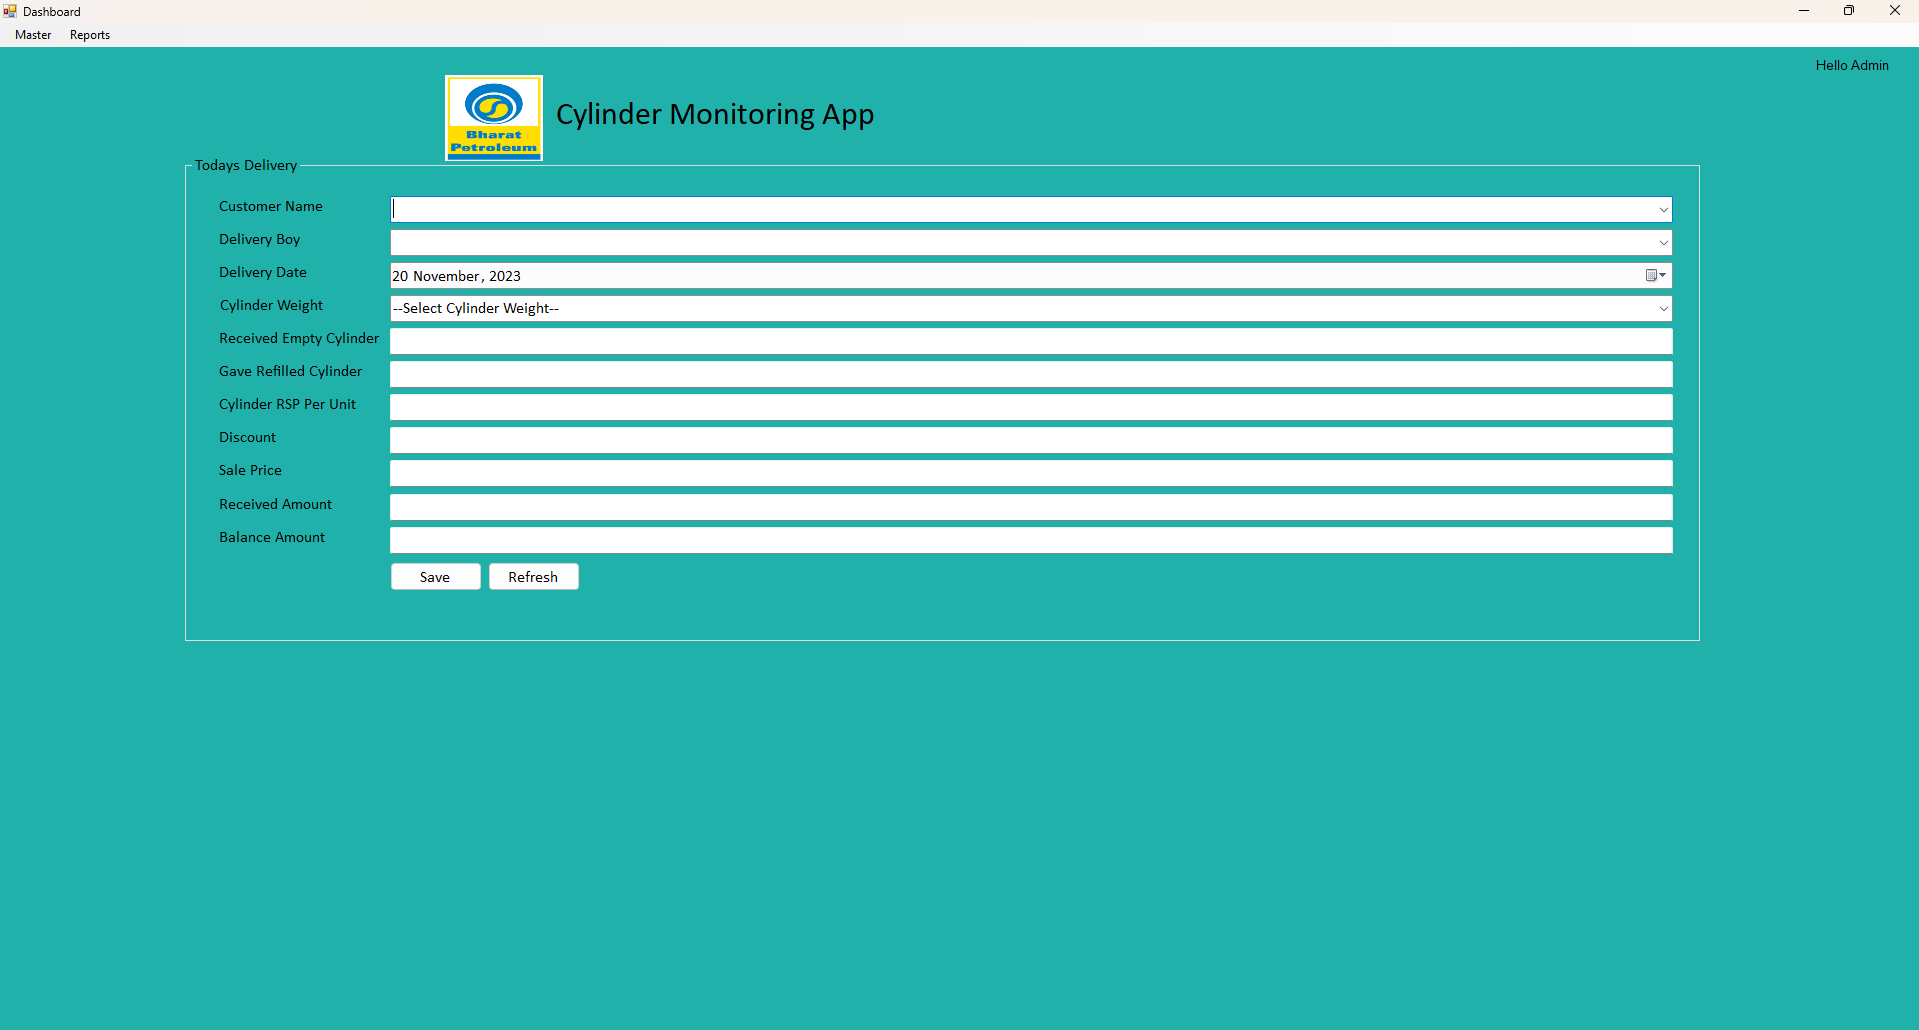 Dashboard
Master Reports
Hello Admin
Bharat
Petroleum
Cylinder Monitoring App
Todays Delivery
Customer Name
Delivery Boy
Delivery Date 20 November, 2023
Cylinder Weight --Select Cylinder Weight--
Received Empty Cylinder
Gave Refilled Cylinder
Cylinder RSP Per Unit
Discount
Sale Price
Received Amount
Balance Amount
Save Refresh